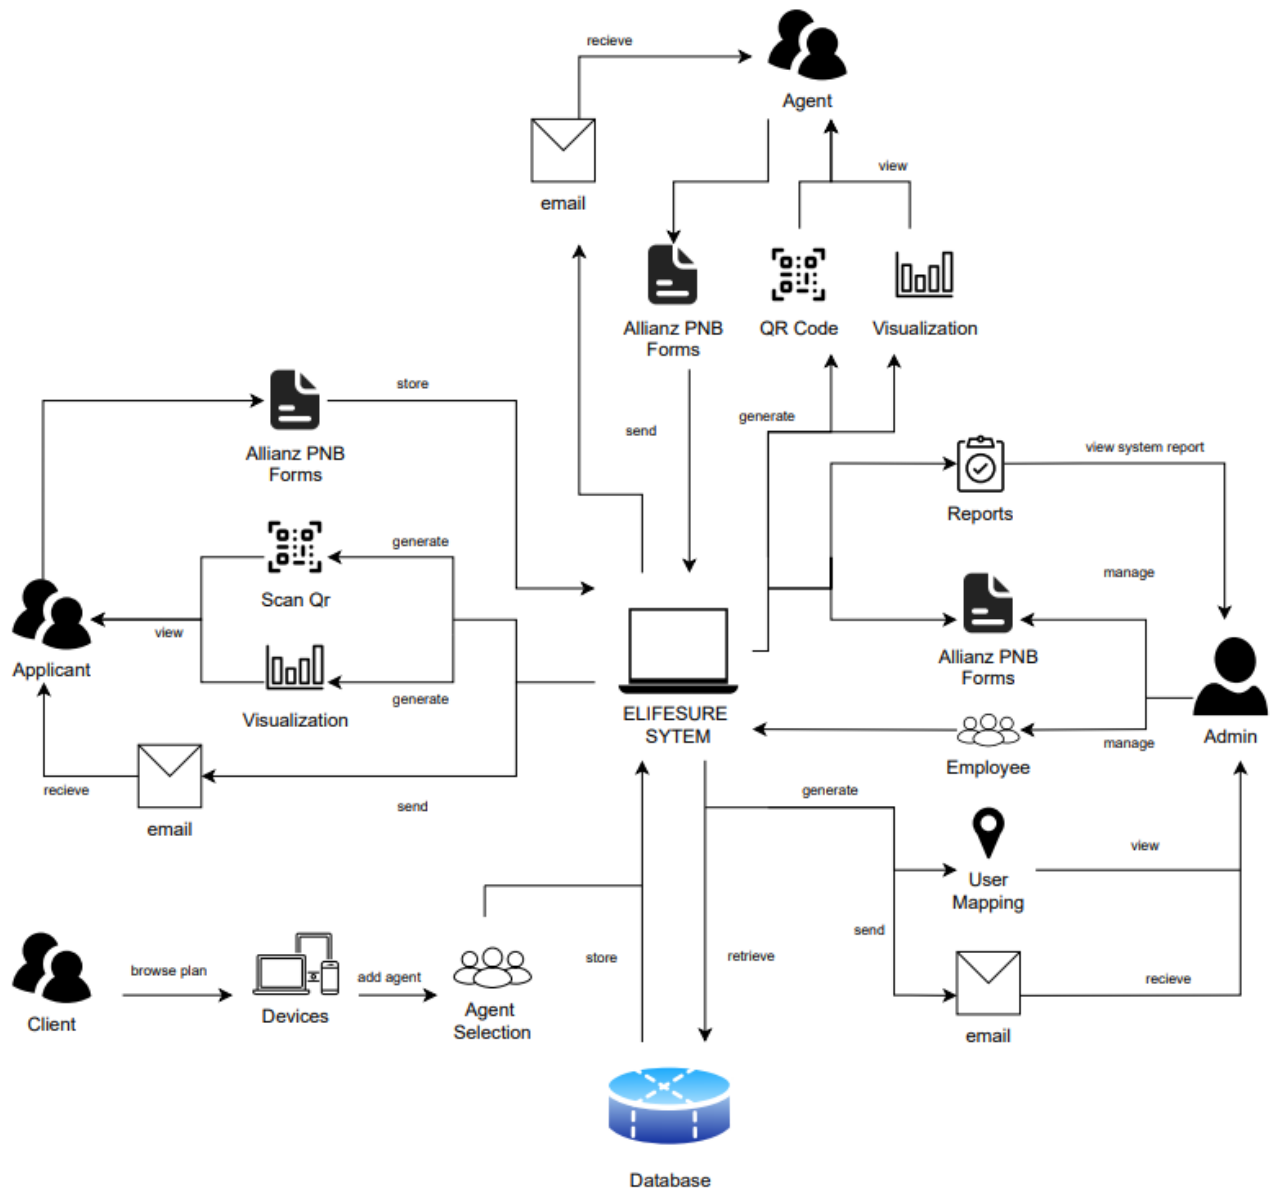 recieve
Agent
view
email
Allianz PNB
Forms
QR Code
Visualization
store
send
generate
Allianz PNB
Forms
view system report
Reports
generate
Scan Qr
manage
view
Applicant
Allianz PNB
Forms
generate
Visualization
ELIFESURE
SYTEM
Admin
manage
Employee
recieve
generate
send
email
view
User
Mapping
send
store
retrieve
browse plan
add agent
recieve
Client
Devices
Agent
Selection
email
Database